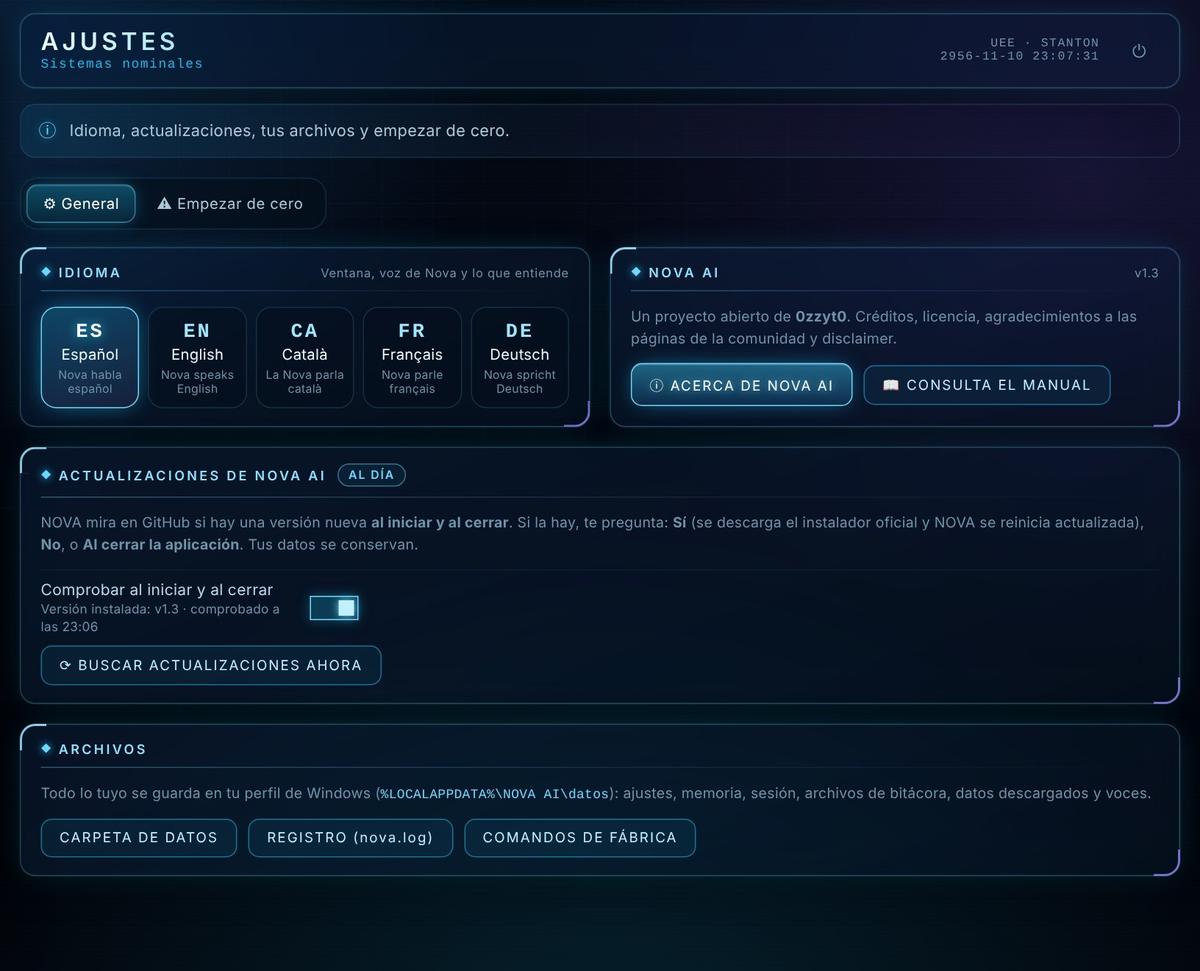 AJUSTES
Sistemas nominales
UEE · STANTON
2956-11-10 23:07:31
Idioma, actualizaciones, tus archivos y empezar de cero.
General
Empezar de cero
IDIOMA
Ventana, voz de Nova y lo que entiende
ES
Español
Nova habla
español
EN
English
Nova speaks
English
CA
Català
La Nova parla
català
FR
Français
Nova parle
français
DE
Deutsch
Nova spricht
Deutsch
NOVA AI
v1.3
Un proyecto abierto de 0zzyt0. Créditos, licencia, agradecimientos a las
páginas de la comunidad y disclaimer.
ACERCA DE NOVA AI
CONSULTA EL MANUAL
ACTUALIZACIONES DE NOVA AI
AL DÍA
NOVA mira en GitHub si hay una versión nueva al iniciar y al cerrar. Si la hay, te pregunta: Sí (se descarga el instalador oficial y NOVA se reinicia actualizada),
No, o Al cerrar la aplicación. Tus datos se conservan.
Comprobar al iniciar y al cerrar
Versión instalada: v1.3 · comprobado a
las 23:06
⟳ BUSCAR ACTUALIZACIONES AHORA
ARCHIVOS
Todo lo tuyo se guarda en tu perfil de Windows (%LOCALAPPDATA%\NOVA AI\datos): ajustes, memoria, sesión, archivos de bitácora, datos descargados y voces.
CARPETA DE DATOS
REGISTRO (nova.log)
COMANDOS DE FÁBRICA